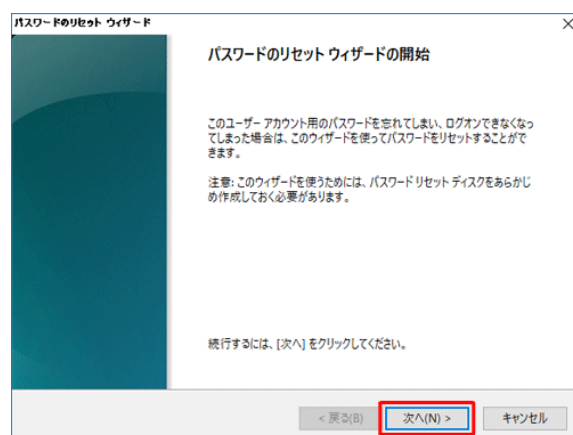 パスワードのリセット ウィザード
パスワードのリセット ウィザードの開始
このユーザー アカウント用のパスワードを忘れてしまい、ログオンできなくなっ
てしまった場合は、このウィザードを使ってパスワードをリセットすることがで
きます。
注意: このウィザードを使うためには、パスワード リセット ディスクをあらかじ
め作成しておく必要があります。
続行するには、[次へ] をクリックしてください。
< 戻る(B)
次へ(N) >
キャンセル